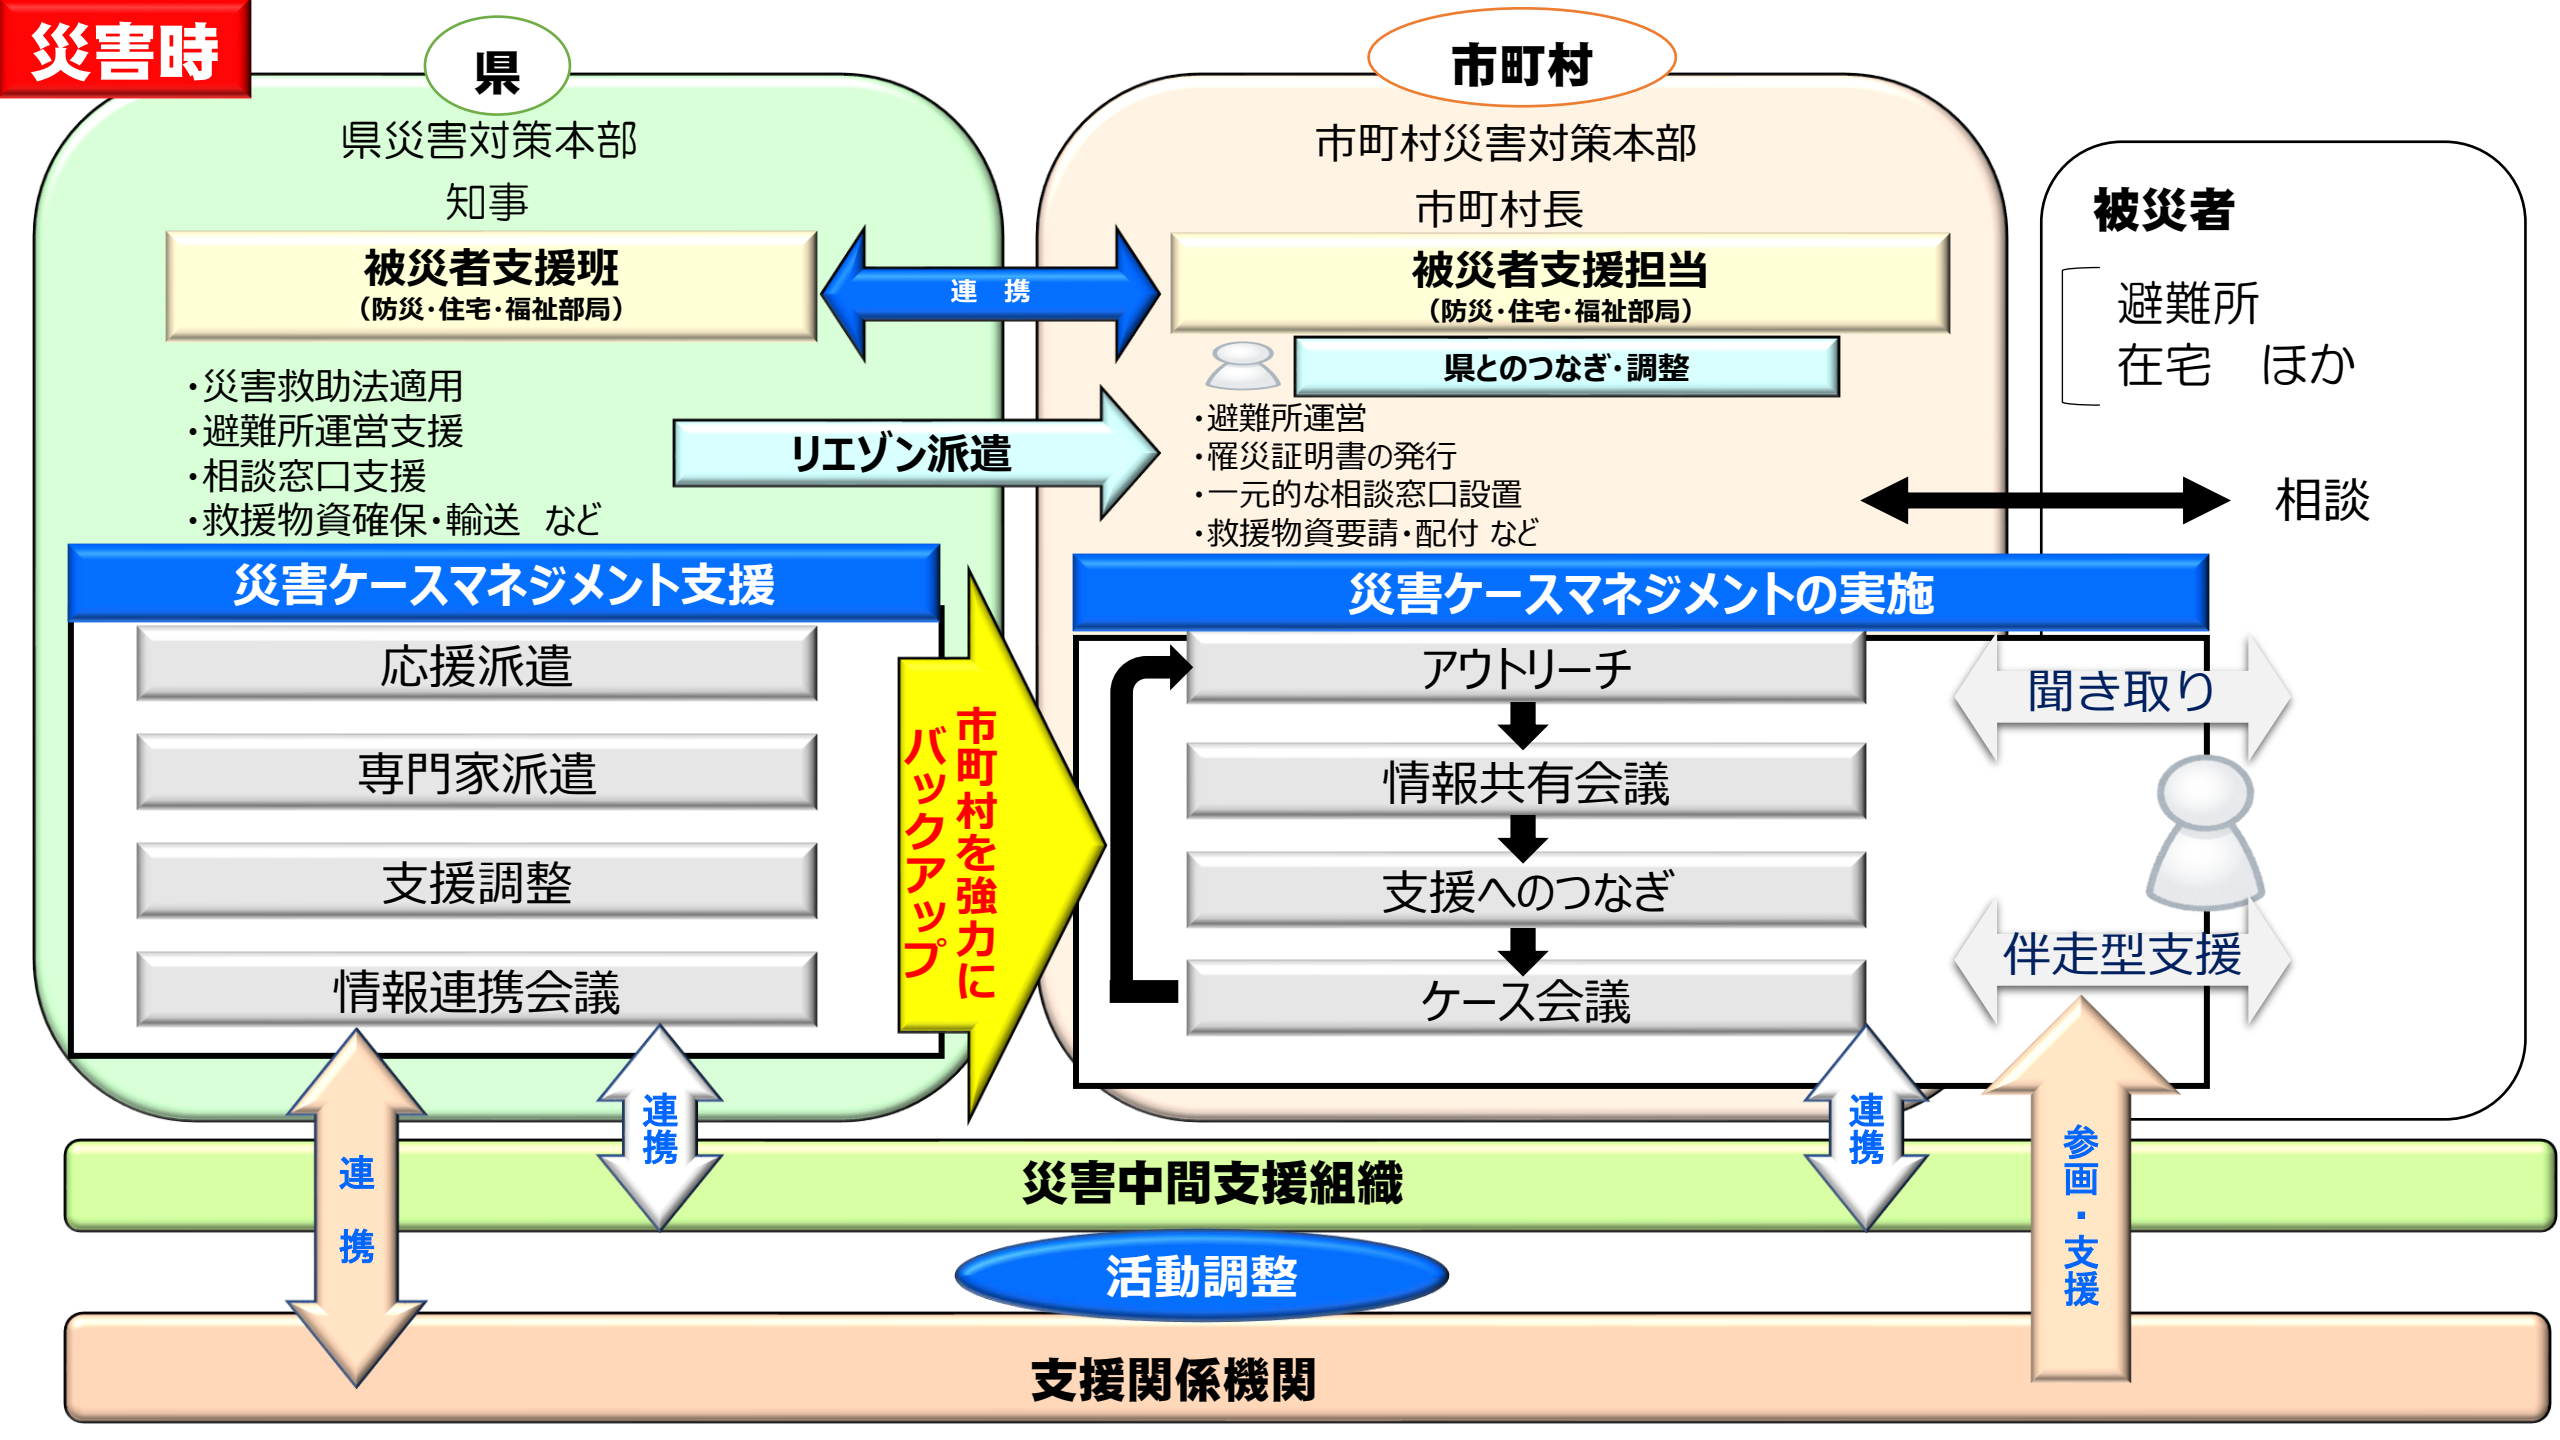 災害時
県
県災害対策本部
知事
被災者支援班
（防災・住宅・福祉部局）
・災害救助法適用
・避難所運営支援
・相談窓口支援
・救援物資確保・輸送　など
連　携
リエゾン派遣
市町村
市町村災害対策本部
市町村長
被災者支援担当
（防災・住宅・福祉部局）
県とのつなぎ・調整
・避難所運営
・罹災証明書の発行
・一元的な相談窓口設置
・救援物資要請・配付 など
被災者
避難所
在宅　ほか
相談
災害ケースマネジメント支援
応援派遣
専門家派遣
支援調整
情報連携会議
市町村を強力に
バックアップ
災害ケースマネジメントの実施
アウトリーチ
情報共有会議
支援へのつなぎ
ケース会議
聞き取り
伴走型支援
連　携
連携
連携
参画・支援
災害中間支援組織
活動調整
支援関係機関